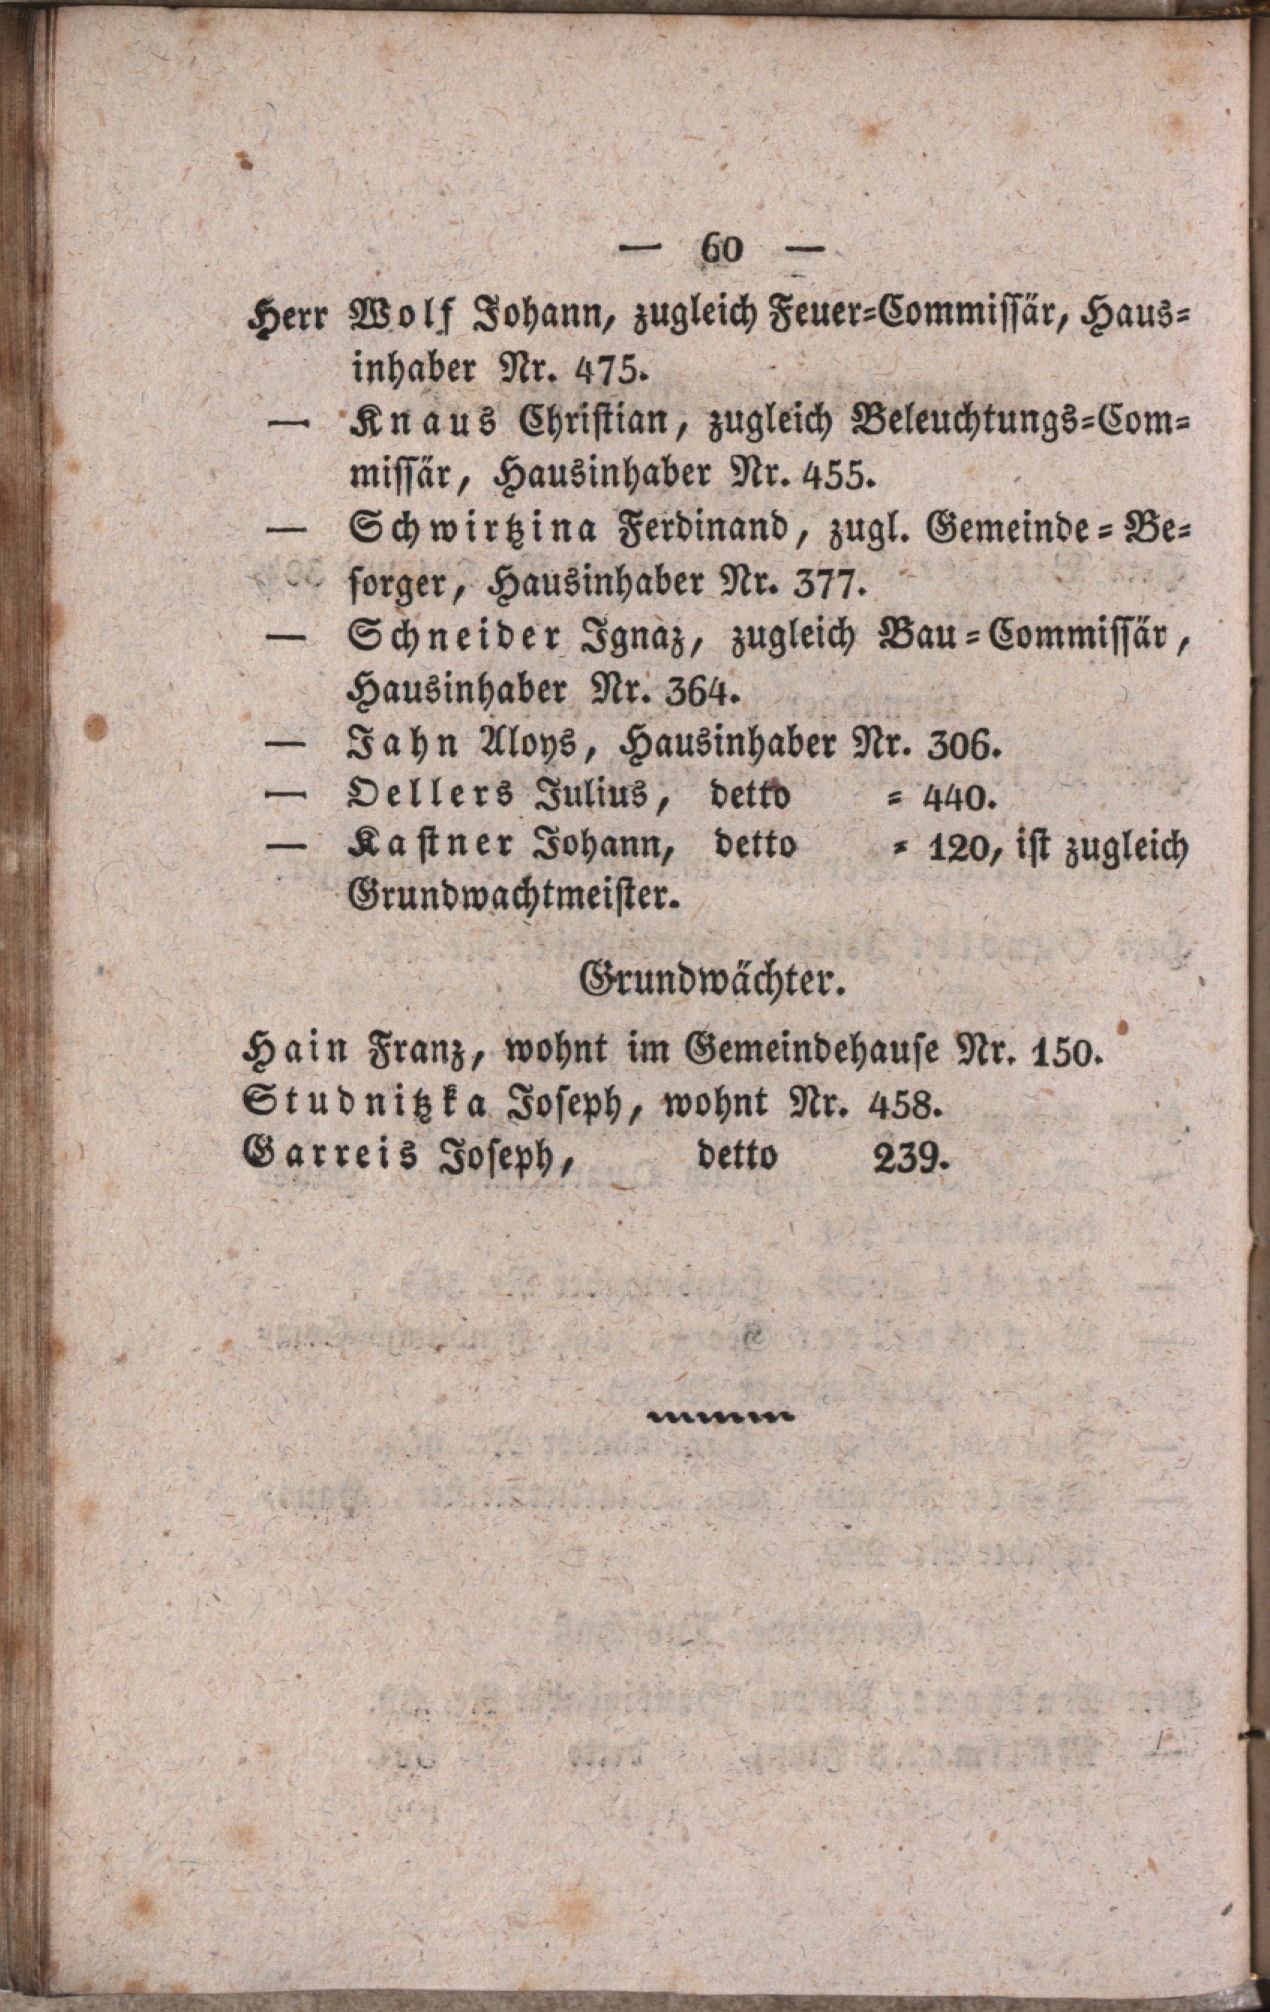 — 60 —
Herr Wolf Johann, zugleich Feuer=Commissär, Haus=
inhaber Nr. 475.
— Knaus Christian, zugleich Beleuchtungs=Com=
missär, Hausinhaber Nr. 455.
— Schwirtzina Ferdinand, zugl. Gemeinde=Be=
sorger, Hausinhaber Nr. 377.
— Schneider Ignaz, zugleich Bau=Commissär,
Hausinhaber Nr. 364.
— Jahn Aloys, Hausinhaber Nr. 306.
— Oellers Julius, detto = 440.
— Kastner Johann, detto = 120, ist zugleich
Grundwachtmeister.
Grundwächter.
Hain Franz, wohnt im Gemeindehause Nr. 150.
Studnitzka Joseph, wohnt Nr. 458.
Garreis Joseph, detto 239.